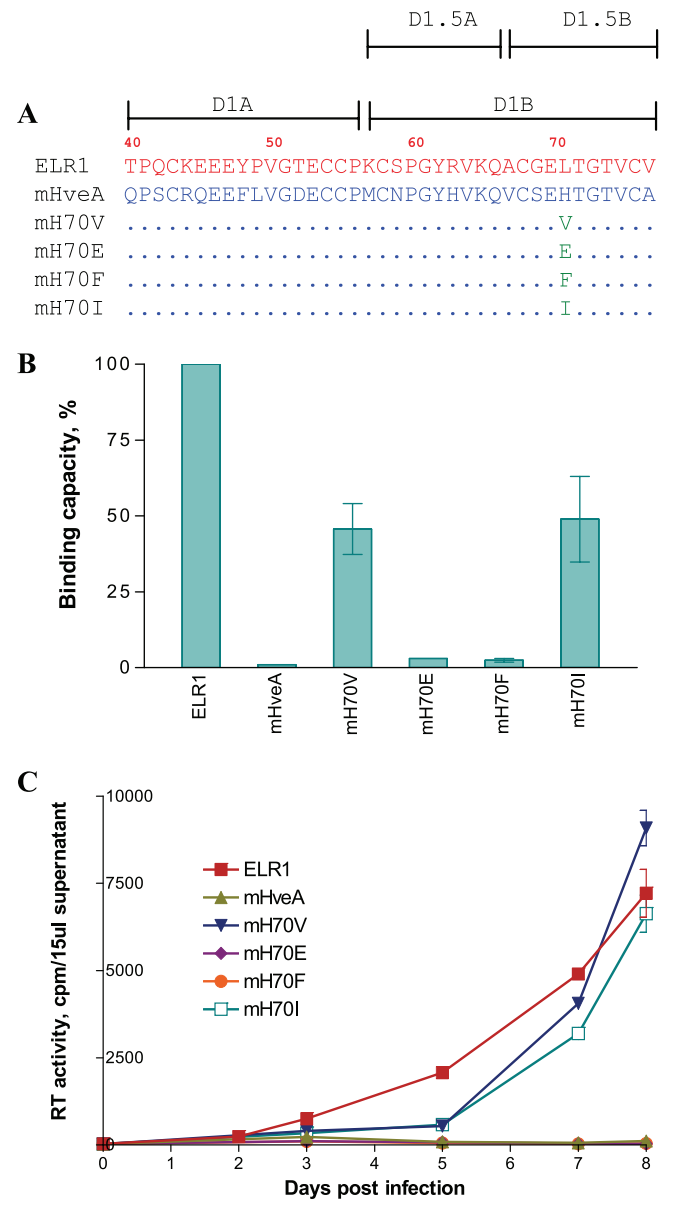 D1.5A D1.5B
A D1A D1B
40 50 60 70
ELR1 TPQCKEEEYPVGTECCPKCSPGYRVKQACGELTGTVCV
mHveA QPSCRQEEFLVGDECCPMCNPGYHVKQVCSEHTGTVCA
mH70V ...............................V......
mH70E ...............................E......
mH70F ...............................F......
mH70I ...............................I......
B
Binding capacity, %
100
75
50
25
0
ELR1 mHveA mH70V mH70E mH70F mH70I
C
RT activity, cpm/15ul supernatant
10000
7500
5000
2500
0
ELR1
mHveA
mH70V
mH70E
mH70F
mH70I
0 1 2 3 4 5 6 7 8
Days post infection